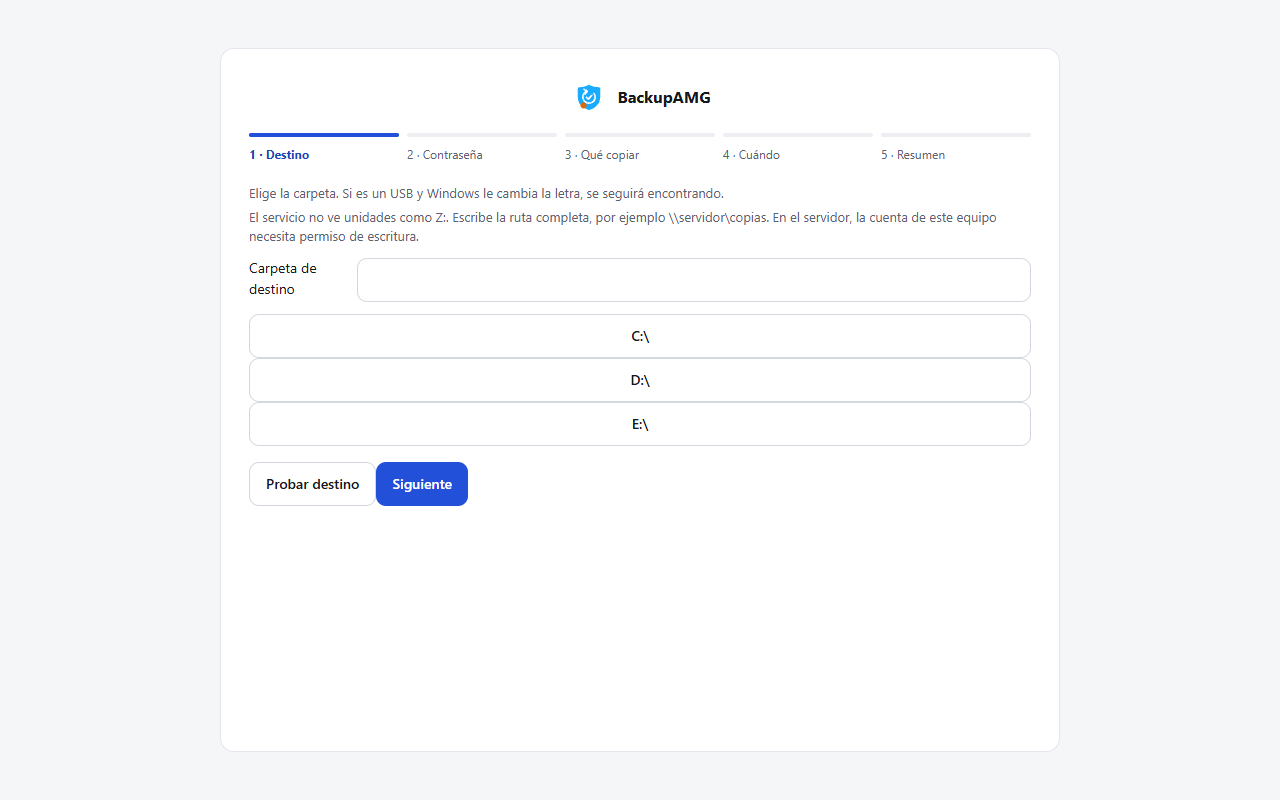 BackupAMG
1 · Destino
2 · Contraseña
3 · Qué copiar
4 · Cuándo
5 · Resumen
Elige la carpeta. Si es un USB y Windows le cambia la letra, se seguirá encontrando.
El servicio no ve unidades como Z:. Escribe la ruta completa, por ejemplo \\servidor\copias. En el servidor, la cuenta de este equipo
necesita permiso de escritura.
Carpeta de
destino
C:\
D:\
E:\
Probar destino
Siguiente